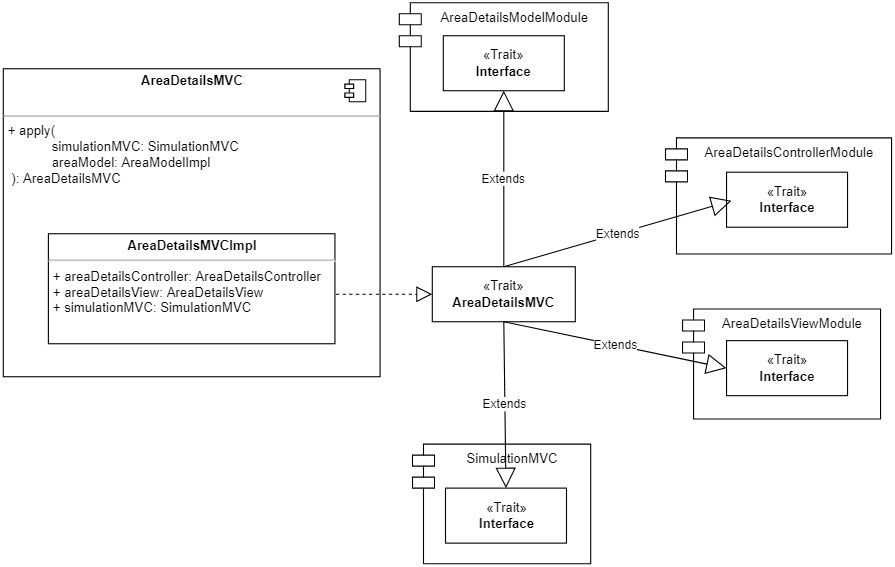 AreaDetailsModelModule
«Trait»
Interface
AreaDetailsMVC
+ apply(
simulationMVC: SimulationMVC
areaModel: AreaModelImpl
): AreaDetailsMVC
AreaDetailsMVCImpl
+ areaDetailsController: AreaDetailsController
+ areaDetailsView: AreaDetailsView
+ simulationMVC: SimulationMVC
Extends
AreaDetailsControllerModule
«Trait»
Interface
Extends
«Trait»
AreaDetailsMVC
AreaDetailsViewModule
«Trait»
Interface
Extends
Extends
SimulationMVC
«Trait»
Interface